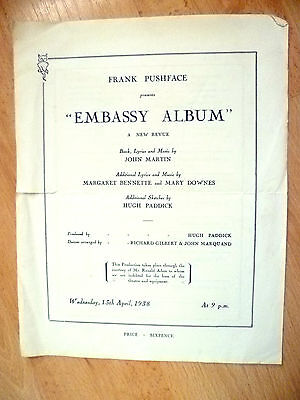 FRANK PUSHFACE
presents
"EMBASSY ALBUM"
A NEW REVUE
Book, Lyrics and Music by
JOHN MARTIN
Additional Lyrics and Music by
MARGARET BENNETTE and MARY DOWNES
Additional Sketches by
HUGH PADDICK
Produced by - - - - HUGH PADDICK
Dances arranged by - - RICHARD GILBERT & JOHN MARQUAND
This Production takes place through the
courtesy of Mr. Ronald Adam to whom
we are indebted for the loan of the
theatre and equipment.
Wednesday, 13th April, 1938 At 9 p.m.
PRICE - SIXPENCE